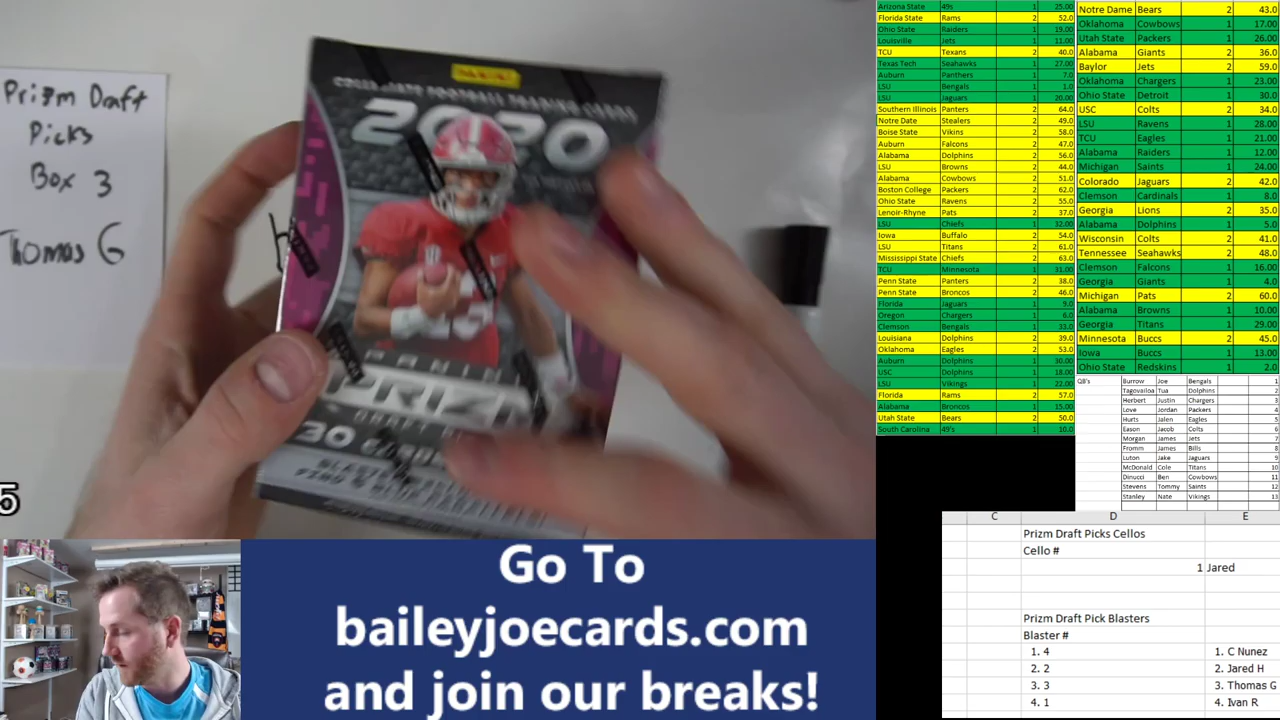 Prizm Draft
Picks
Box 3
Thomas G
5
Go To
baileyjoecards.com
and join our breaks!
Arizona State 49s 1 25.00
Florida State Rams 2 52.0
Ohio State Raiders 1 19.00
Louisville Jets 1 11.00
TCU Texans 2 40.0
Texas Tech Seahawks 1 27.00
Auburn Panthers 1 7.0
LSU Bengals 1 1.0
LSU Jaguars 1 20.00
Southern Illinois Panters 2 64.0
Notre Date Stealers 2 49.0
Boise State Vikins 2 58.0
Auburn Falcons 2 47.0
Alabama Dolphins 2 56.0
LSU Browns 2 44.0
Alabama Cowbows 2 51.0
Boston College Packers 2 62.0
Ohio State Ravens 2 55.0
Lenoir-Rhyne Pats 2 37.0
LSU Chiefs 1 32.00
Iowa Buffalo 2 54.0
LSU Titans 2 61.0
Mississippi State Chiefs 2 63.0
TCU Minnesota 1 31.00
Penn State Panters 2 38.0
Penn State Broncos 2 46.0
Florida Jaguars 1 9.0
Oregon Chargers 1 6.0
Clemson Bengals 1 33.0
Louisiana Dolphins 2 39.0
Oklahoma Eagles 2 53.0
Auburn Dolphins 1 30.00
USC Dolphins 1 18.00
LSU Vikings 1 22.00
Florida Rams 2 57.0
Alabama Broncos 1 15.00
Utah State Bears 2 50.0
South Carolina 49's 1 10.0
Notre Dame Bears 2 43.0
Oklahoma Cowbows 1 17.00
Utah State Packers 1 26.00
Alabama Giants 2 36.0
Baylor Jets 2 59.0
Oklahoma Chargers 1 23.00
Ohio State Detroit 1 30.0
USC Colts 2 34.0
LSU Ravens 1 28.00
TCU Eagles 1 21.00
Alabama Raiders 1 12.00
Michigan Saints 1 24.00
Colorado Jaguars 2 42.0
Clemson Cardinals 1 8.0
Georgia Lions 2 35.0
Alabama Dolphins 1 5.0
Wisconsin Colts 2 41.0
Tennessee Seahawks 2 48.0
Clemson Falcons 1 16.00
Georgia Giants 1 4.0
Michigan Pats 2 60.0
Alabama Browns 1 10.00
Georgia Titans 1 29.00
Minnesota Buccs 2 45.0
Iowa Buccs 1 13.00
Ohio State Redskins 1 2.0
QB's Burrow Joe Bengals 1
Tagovailoa Tua Dolphins 2
Herbert Justin Chargers 3
Love Jordan Packers 4
Hurts Jalen Eagles 5
Eason Jacob Colts 6
Morgan James Jets 7
Fromm James Bills 8
Luton Jake Jaguars 9
McDonald Cole Titans 10
Dinucci Ben Cowbows 11
Stevens Tommy Saints 12
Stanley Nate Vikings 13
C D E
Prizm Draft Picks Cellos
Cello #
1 Jared
Prizm Draft Pick Blasters
Blaster #
1. 4 1. C Nunez
2. 2 2. Jared H
3. 3 3. Thomas G
4. 1 4. Ivan R